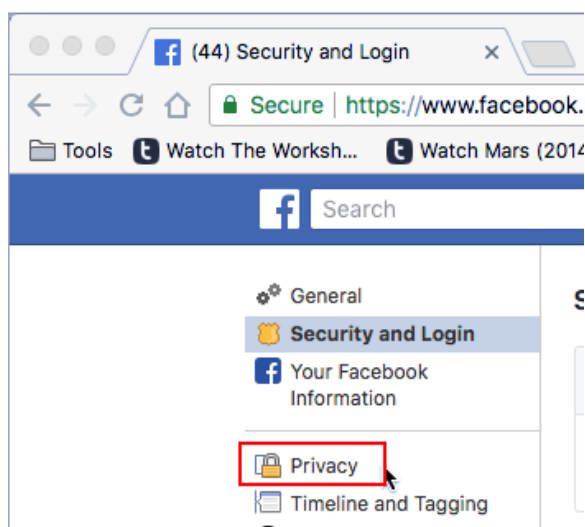 (44) Security and Login
Secure | https://www.facebook.
Tools Watch The Worksh... Watch Mars (2014
Search
General
Security and Login
Your Facebook
Information
Privacy
Timeline and Tagging